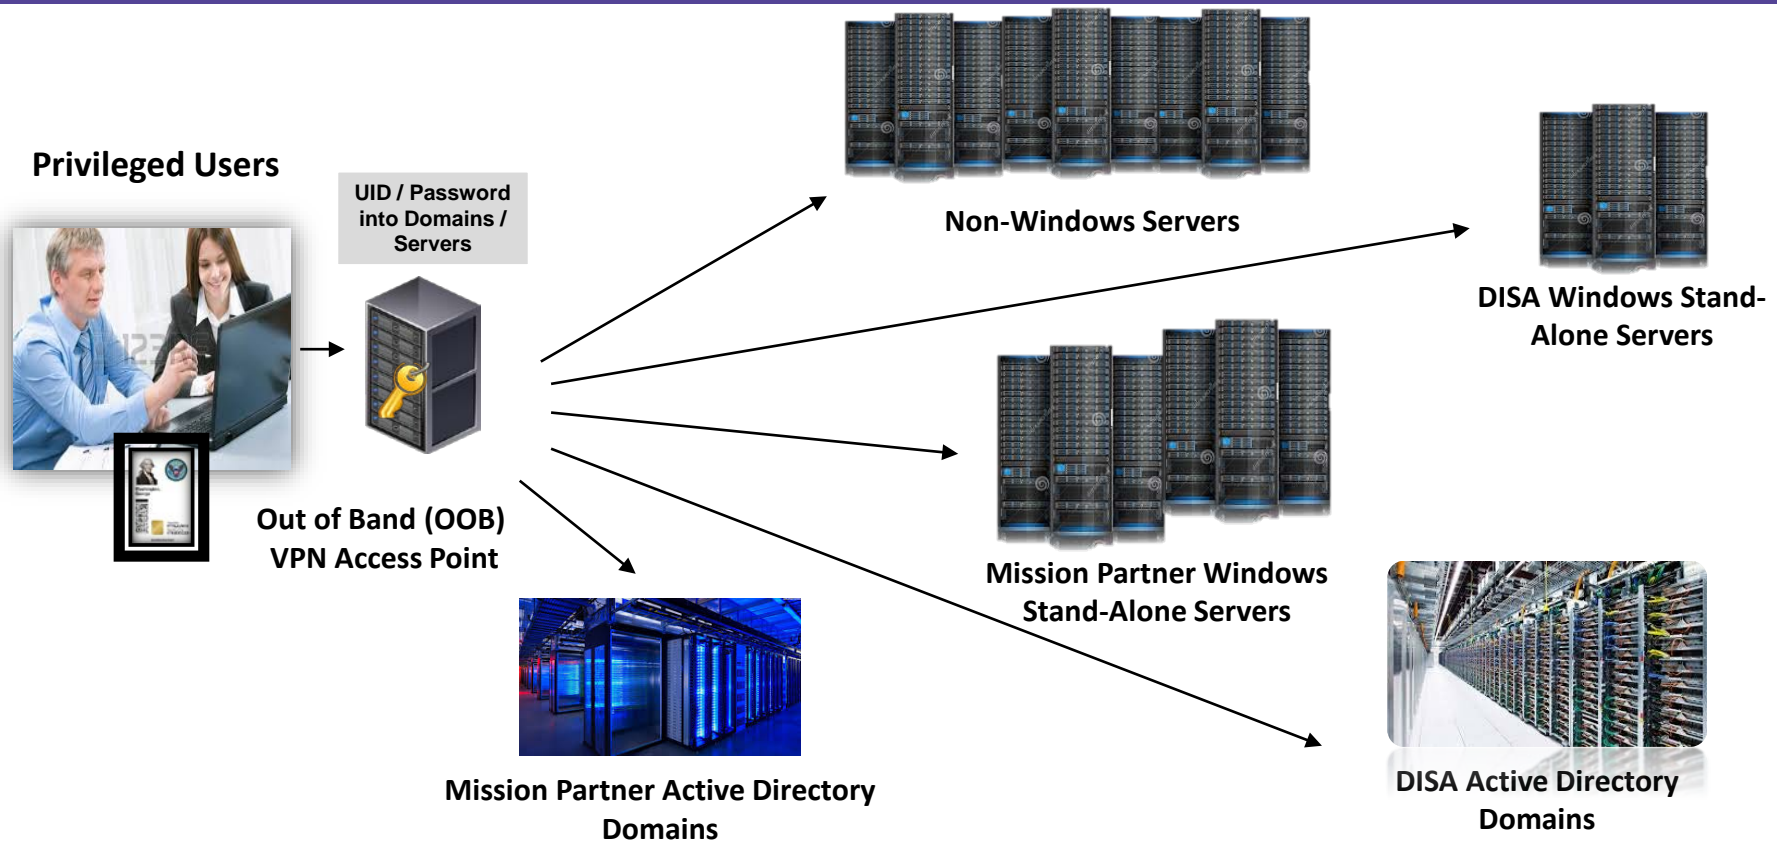 Privileged Users
UID / Password
into Domains /
Servers
Out of Band (OOB)
VPN Access Point
Non-Windows Servers
DISA Windows Stand-
Alone Servers
Mission Partner Windows
Stand-Alone Servers
Mission Partner Active Directory
Domains
DISA Active Directory
Domains